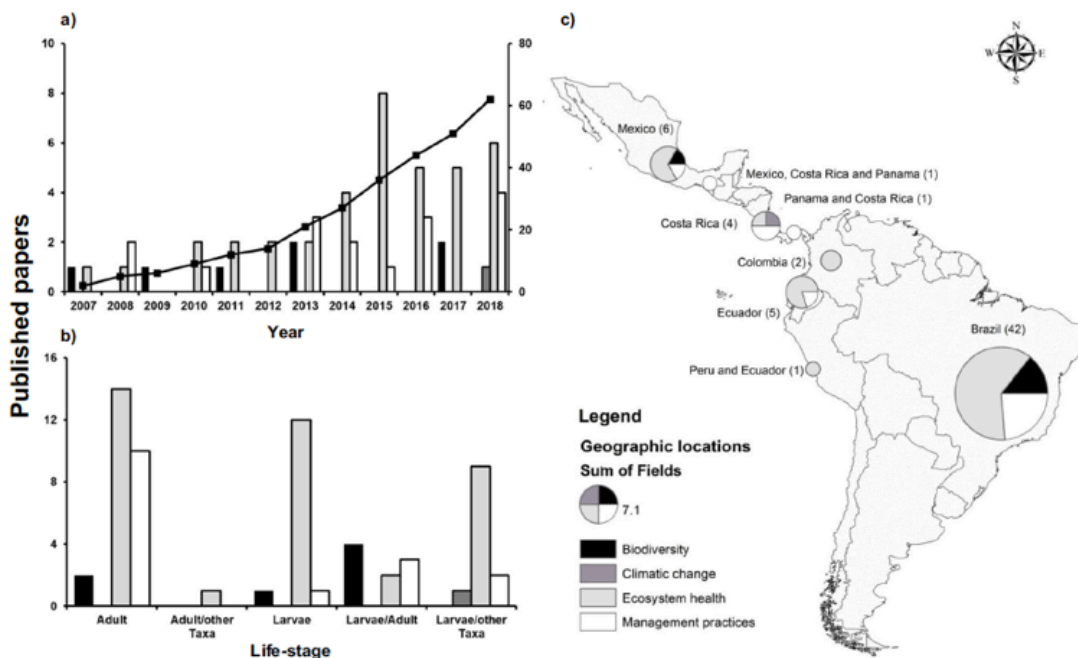 a)
10
8
6
4
2
0
80
60
40
20
0
2007 2008 2009 2010 2011 2012 2013 2014 2015 2016 2017 2018
Year
Published papers
b)
16
12
8
4
0
Adult Adult/other Taxa Larvae Larvae/Adult Larvae/other Taxa
Life-stage
c)
N
W E
S
Mexico (6)
Mexico, Costa Rica and Panama (1)
Panama and Costa Rica (1)
Costa Rica (4)
Colombia (2)
Ecuador (5)
Brazil (42)
Peru and Ecuador (1)
Legend
Geographic locations
Sum of Fields
7.1
Biodiversity
Climatic change
Ecosystem health
Management practices